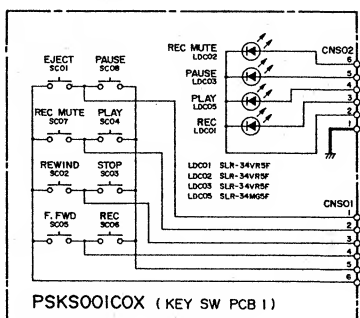 REC MUTE
LDC02
CNS02
6
EJECT
SC01
PAUSE
SC08
PAUSE
LDC03
5
4
PLAY
LDC05
3
REC MUTE
SC07
PLAY
SC04
2
REC
LDC01
1
REWIND
SC02
STOP
SC03
LDC01 SLR-34VR5F
LDC02 SLR-34VR5F
LDC03 SLR-34VR5F
LDC05 SLR-34MG5F
CNS01
1
2
F. FWD
SC05
REC
SC06
3
4
5
6
PSKS001C0X ( KEY SW PCB 1 )